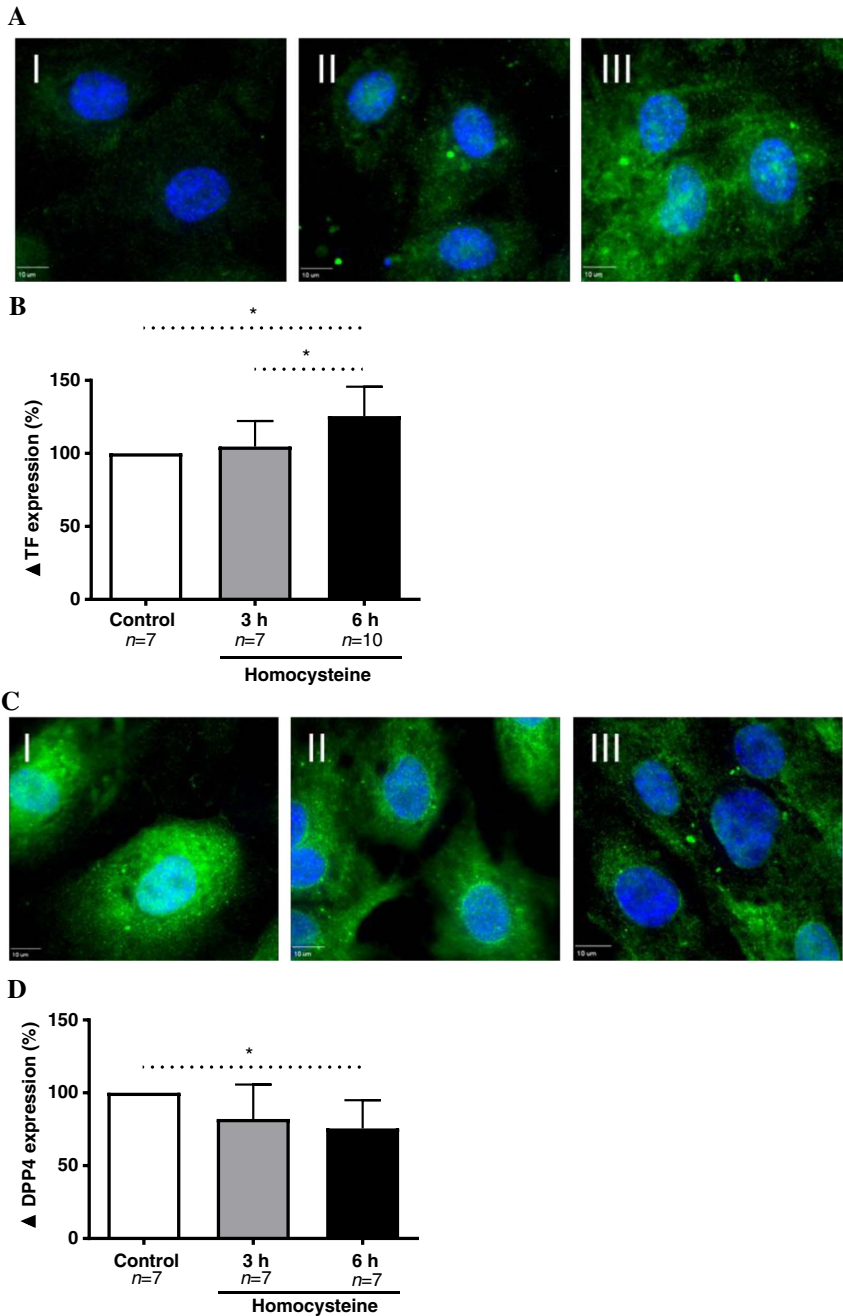 A
I II III
10 um 10 um 10 um
B
*
*
▲ TF expression (%)
150
100
50
0
Control 3 h 6 h
n=7 n=7 n=10
Homocysteine
C
I II III
10 um 10 um 10 um
D
*
▲ DPP4 expression (%)
150
100
50
0
Control 3 h 6 h
n=7 n=7 n=7
Homocysteine